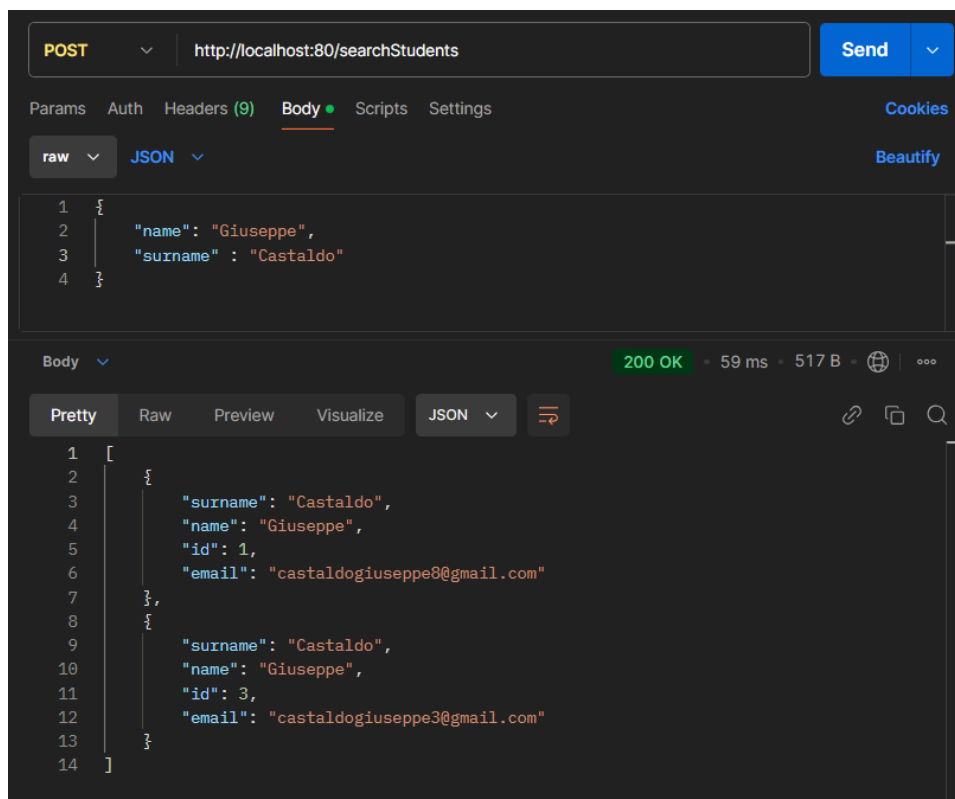 POST http://localhost:80/searchStudents Send
Params Auth Headers (9) Body Scripts Settings Cookies
raw JSON Beautify
1 {
2 "name": "Giuseppe",
3 "surname" : "Castaldo"
4 }
Body 200 OK 59 ms 517 B
Pretty Raw Preview Visualize JSON
1 [
2 {
3 "surname": "Castaldo",
4 "name": "Giuseppe",
5 "id": 1,
6 "email": "castaldogiuseppe8@gmail.com"
7 },
8 {
9 "surname": "Castaldo",
10 "name": "Giuseppe",
11 "id": 3,
12 "email": "castaldogiuseppe3@gmail.com"
13 }
14 ]